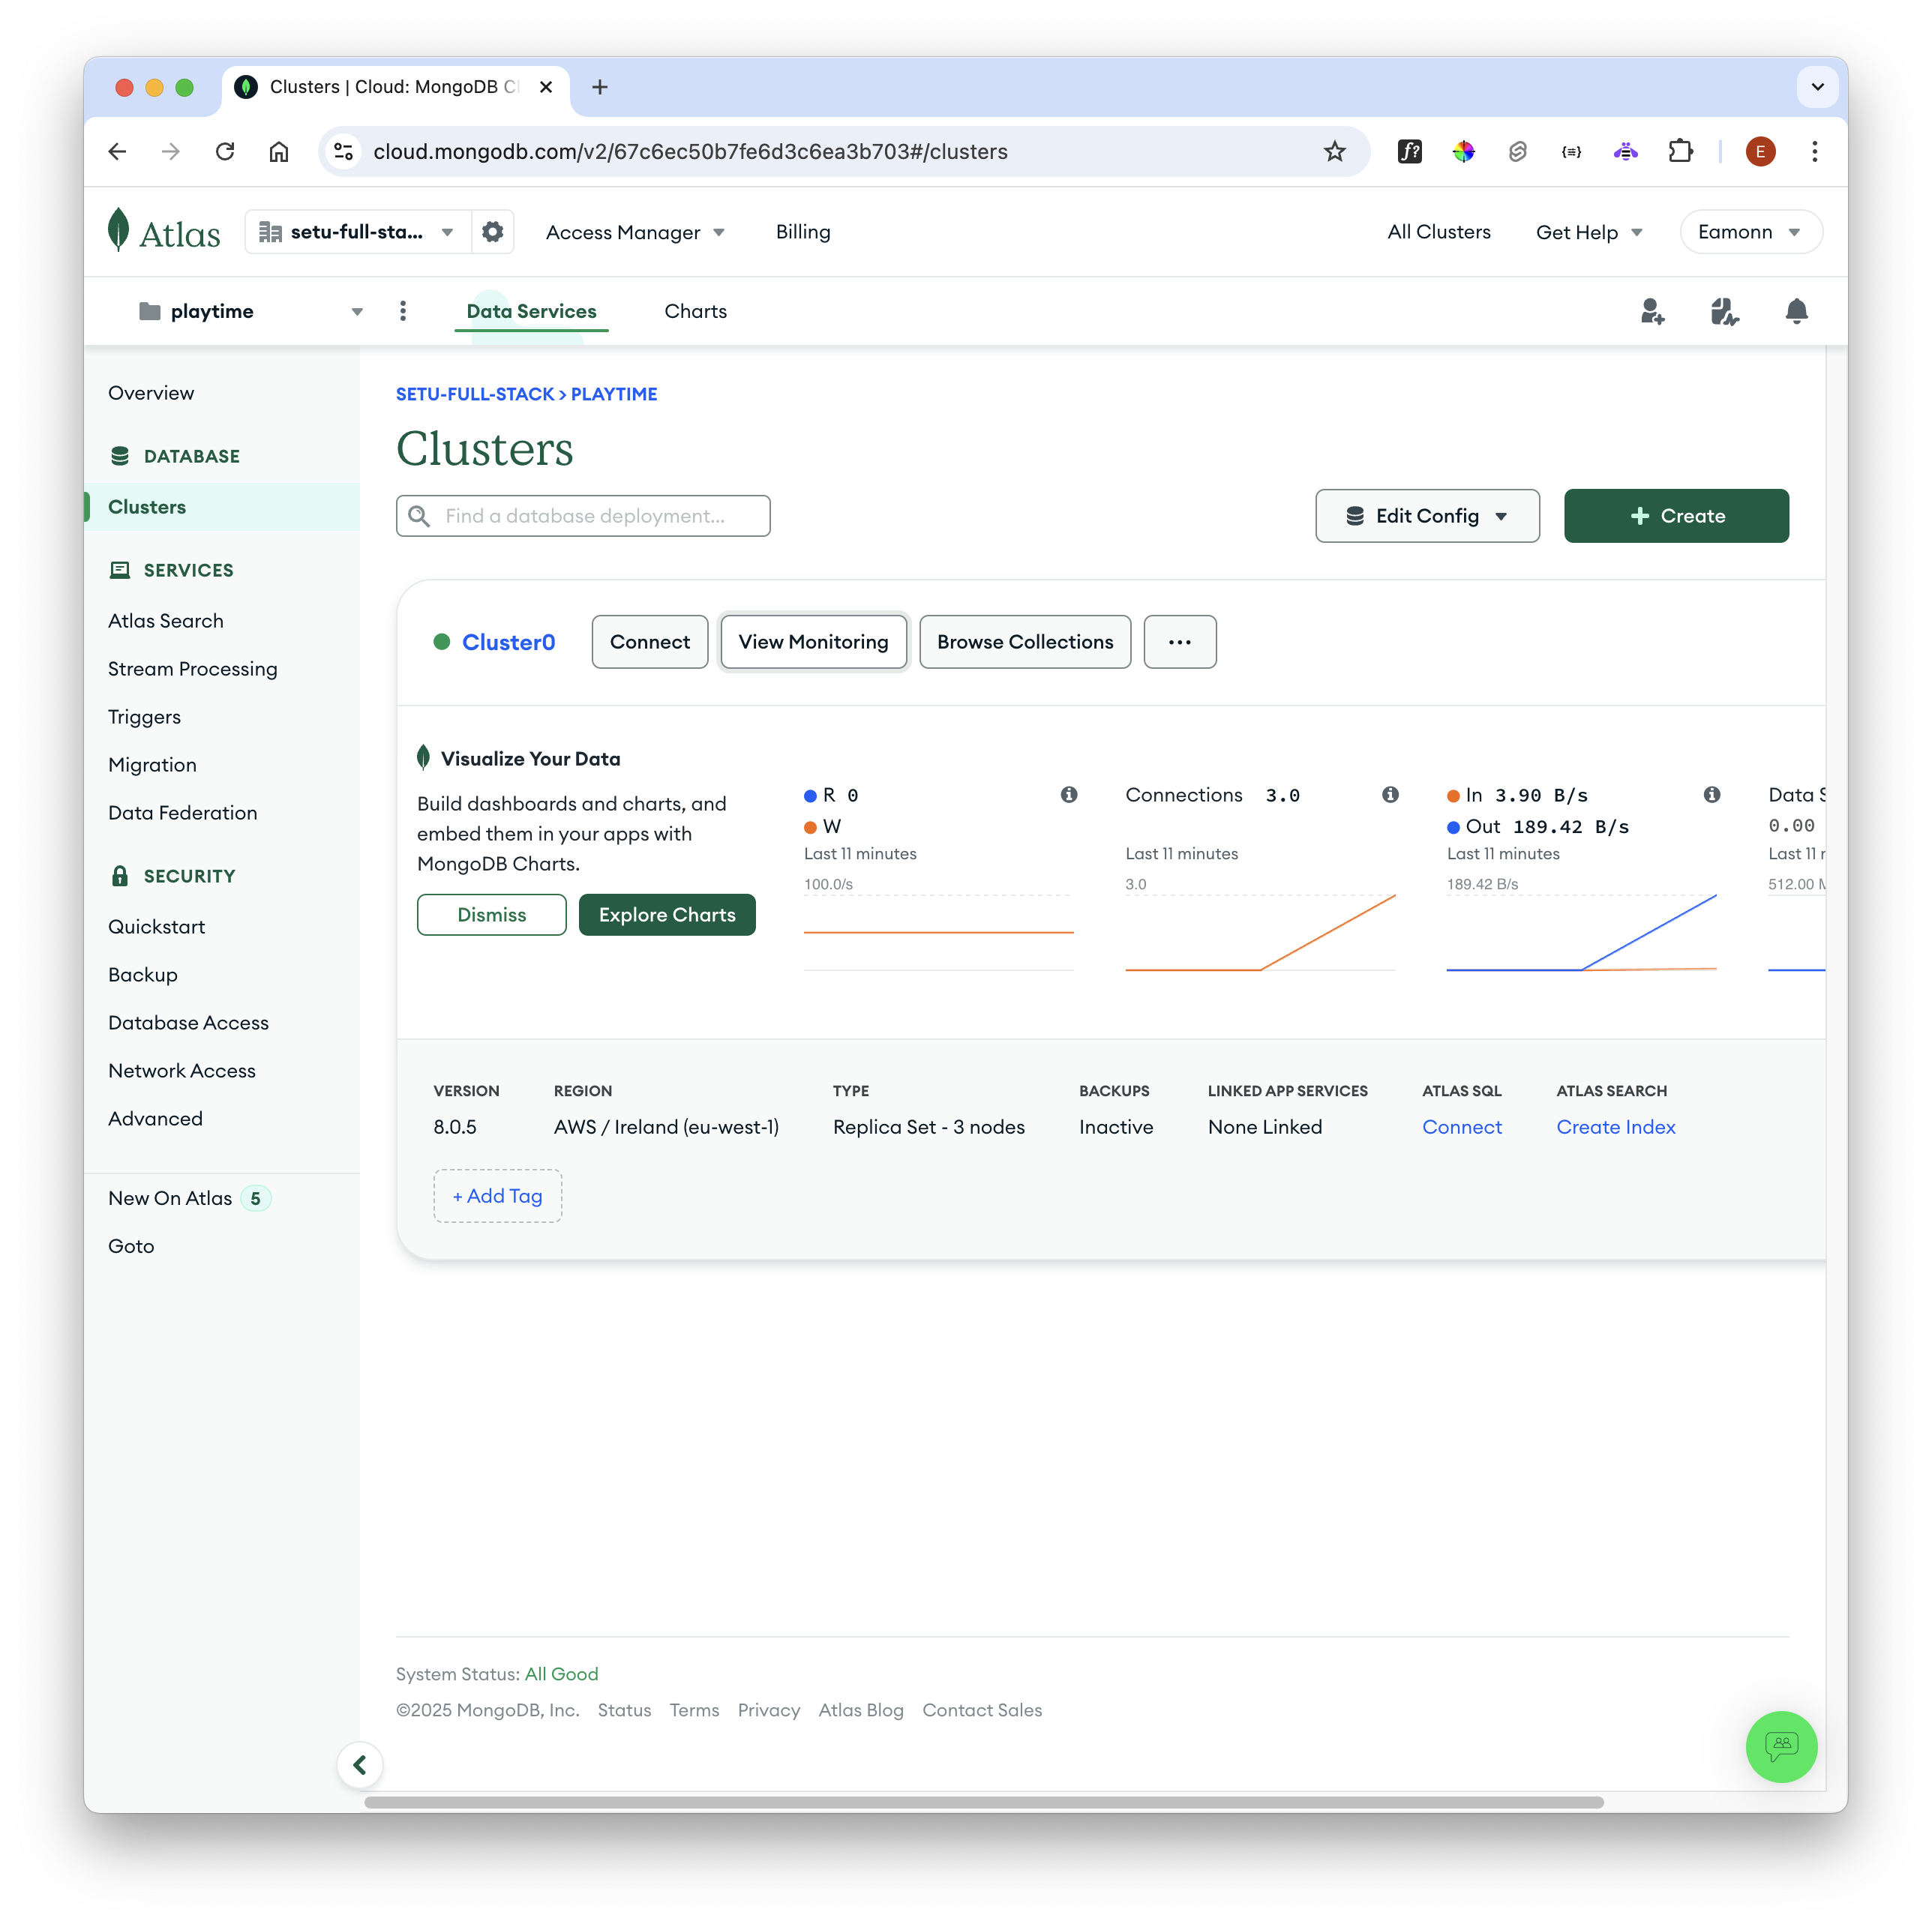 Clusters | Cloud: MongoDB Cl
cloud.mongodb.com/v2/67c6ec50b7fe6d3c6ea3b703#/clusters
f?
{≡}
E
Atlas
setu-full-sta...
Access Manager
Billing
All Clusters
Get Help
Eamonn
playtime
Data Services
Charts
Overview
DATABASE
Clusters
SERVICES
Atlas Search
Stream Processing
Triggers
Migration
Data Federation
SECURITY
Quickstart
Backup
Database Access
Network Access
Advanced
New On Atlas 5
Goto
SETU-FULL-STACK > PLAYTIME
Clusters
Find a database deployment...
Edit Config
+ Create
Cluster0
Connect
View Monitoring
Browse Collections
...
Visualize Your Data
Build dashboards and charts, and
embed them in your apps with
MongoDB Charts.
Dismiss
Explore Charts
R 0
W
Last 11 minutes
100.0/s
Connections 3.0
Last 11 minutes
3.0
In 3.90 B/s
Out 189.42 B/s
Last 11 minutes
189.42 B/s
Data S
0.00
Last 11 
512.00 M
VERSION
8.0.5
REGION
AWS / Ireland (eu-west-1)
TYPE
Replica Set - 3 nodes
BACKUPS
Inactive
LINKED APP SERVICES
None Linked
ATLAS SQL
Connect
ATLAS SEARCH
Create Index
+ Add Tag
System Status: All Good
©2025 MongoDB, Inc. Status Terms Privacy Atlas Blog Contact Sales